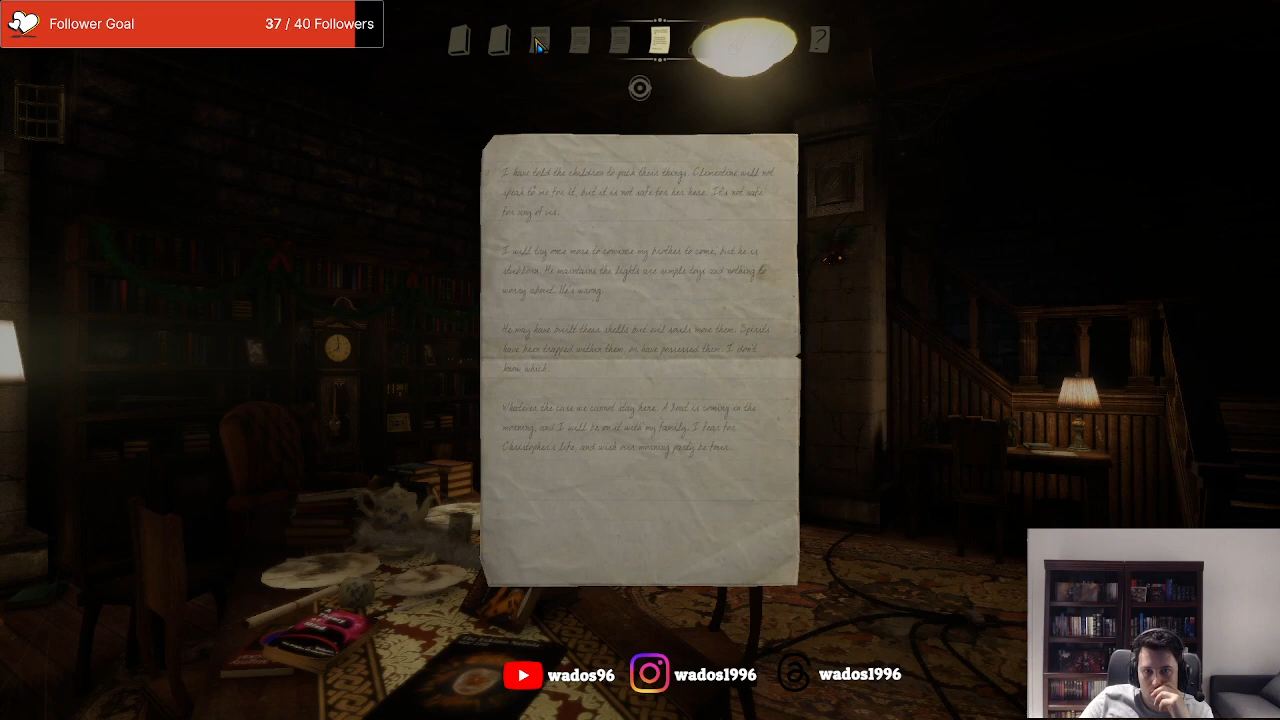 Follower Goal
37 / 40 Followers
?
I have told the children to pack their things. Clementine will not
speak to me for it, but it is not safe for her here. It's not safe
for any of us.
I will try once more to convince my brother to come, but he is
stubborn. He maintains the lights are simple toys and nothing to
worry about. He's wrong.
He may have built these shells but evil souls move them. Spirits
have been trapped within them, or have possessed them. I don't
know which.
Whatever the case we cannot stay here. A boat is coming in the
morning, and I will be on it with my family. I fear for
Christopher's life, and wish our morning party be four.
wados96
wados1996
wados1996